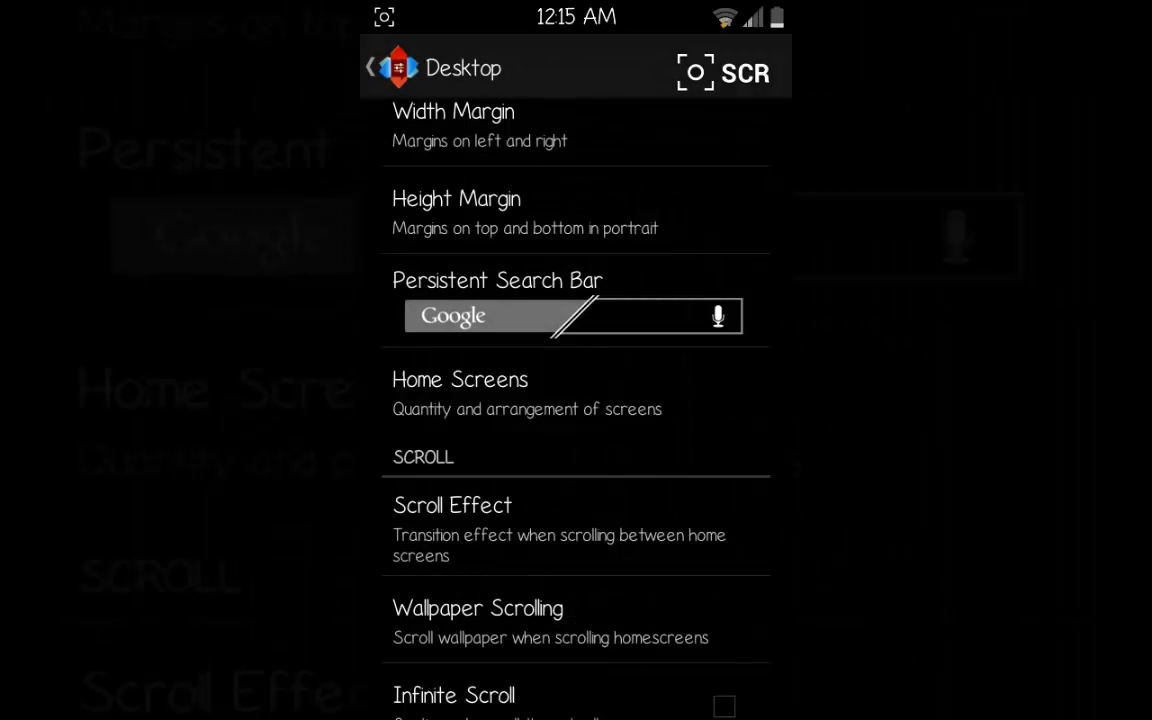 12:15 AM
Desktop
SCR
Width Margin
Margins on left and right
Height Margin
Margins on top and bottom in portrait
Persistent Search Bar
Google
Home Screens
Quantity and arrangement of screens
SCROLL
Scroll Effect
Transition effect when scrolling between home
screens
Wallpaper Scrolling
Scroll wallpaper when scrolling homescreens
Infinite Scroll